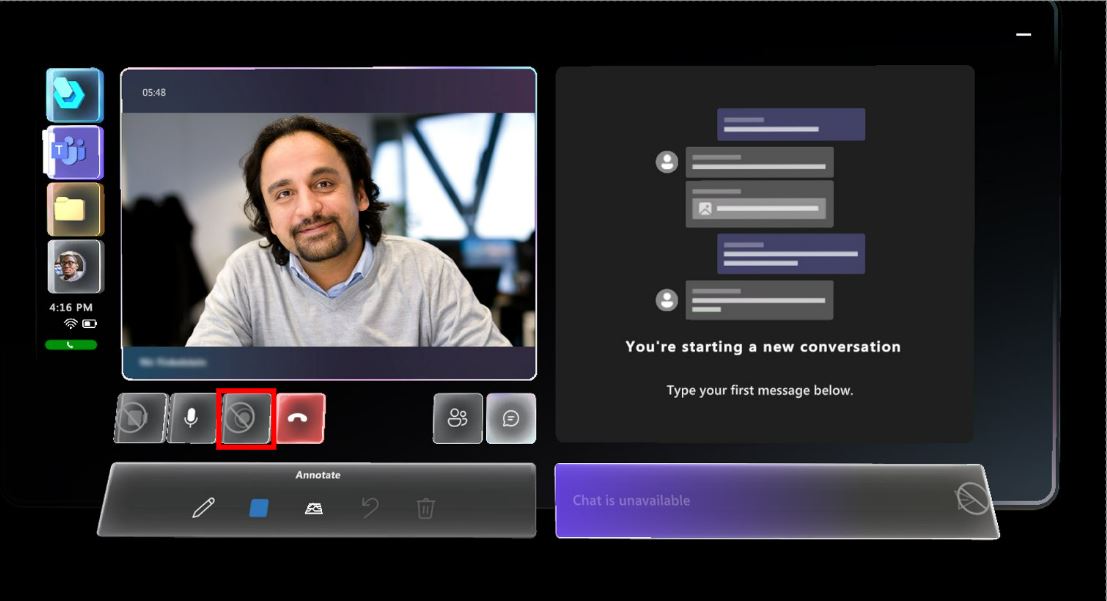 05:48
T
4:16 PM
You're starting a new conversation
Type your first message below.
Annotate
Chat is unavailable